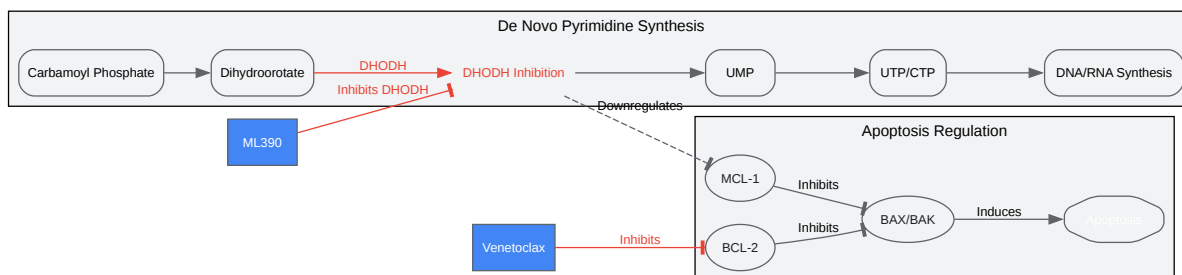 De Novo Pyrimidine Synthesis
Carbamoyl Phosphate
Dihydroorotate
DHODH
DHODH Inhibition
UMP
UTP/CTP
DNA/RNA Synthesis
Inhibits DHODH
Downregulates
ML390
Apoptosis Regulation
MCL-1
Inhibits
BAX/BAK
Induces
Apoptosis
Inhibits
Venetoclax
Inhibits
BCL-2